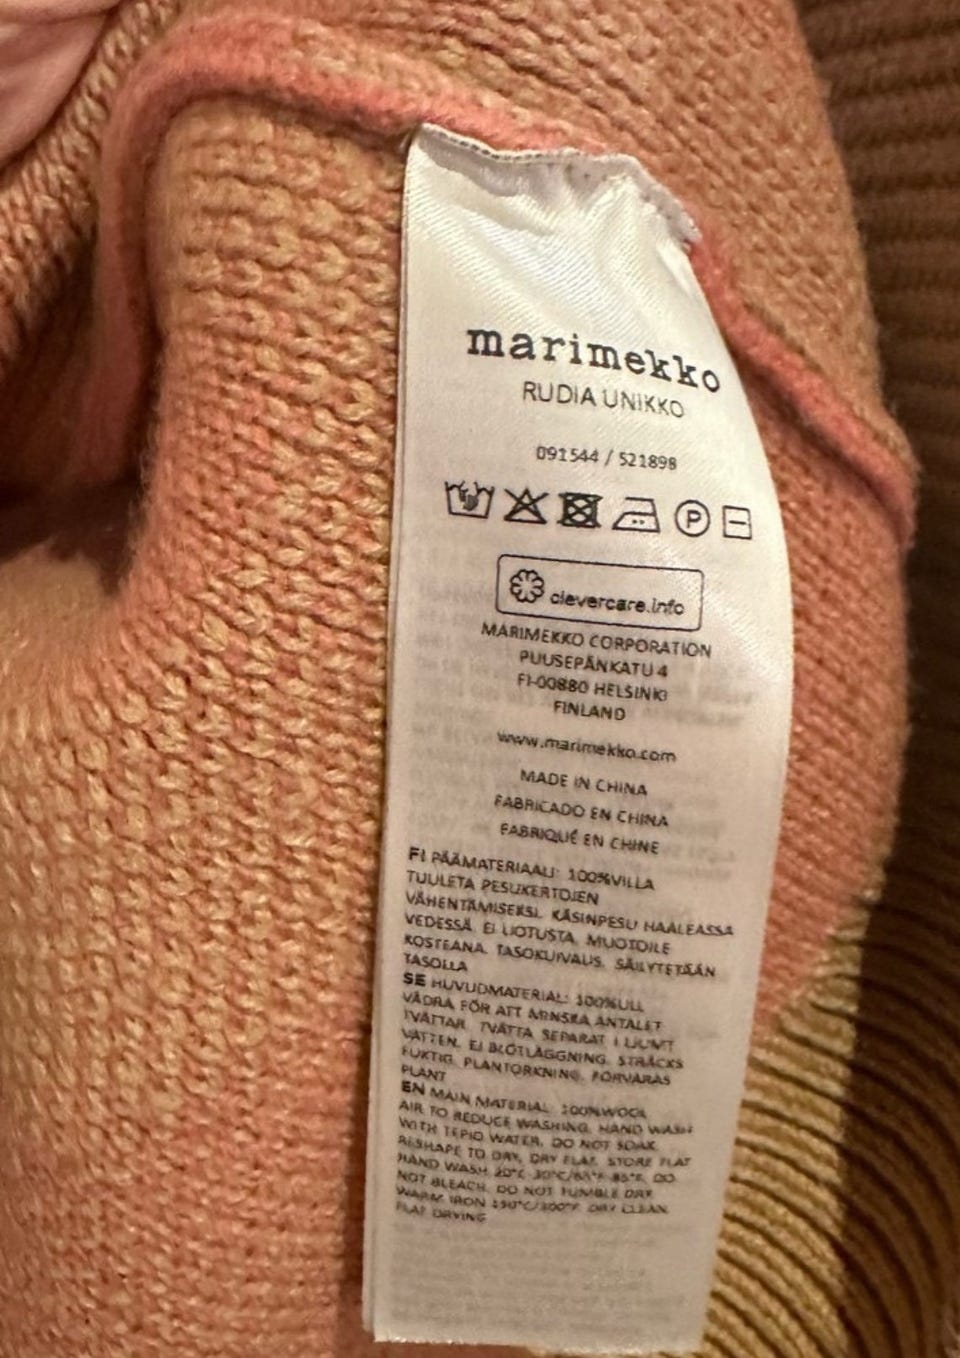 marimekko
RUDIA UNIKKO
091544 / 521898
P
clevercare.info
MARIMEKKO CORPORATION
PUUSEPÄNKATU 4
FI-00880 HELSINKI
FINLAND
www.marimekko.com
MADE IN CHINA
FABRICADO EN CHINA
FABRIQUÉ EN CHINE
FI PÄÄMATERIAALI: 100%VILLA
TUULETA PESUKERTOJEN
VÄHENTÄMISEKSI. KÄSINPESU HAALEASSA
VEDESSÄ. EI LIOTUSTA. MUOTOILE
KOSTEANA. TASOKUIVAUS. SÄILYTETÄÄN
TASOLLA
SE HUVUDMATERIAL: 100%ULL
VÄDRA FÖR ATT MINSKA ANTALET
TVÄTTAR. TVÄTTA SEPARAT I LJUMT
VATTEN. EJ BLÖTLÄGGNING. STRÄCKS
FUKTIG. PLANTORKNING. FÖRVARAS
PLANT
EN MAIN MATERIAL: 100%WOOL
AIR TO REDUCE WASHING. HAND WASH
WITH TEPID WATER. DO NOT SOAK.
RESHAPE TO DRY. DRY FLAT. STORE FLAT
HAND WASH 20°C-30°C/65°F-85°F. DO
NOT BLEACH. DO NOT TUMBLE DRY.
WARM IRON 150°C/300°F. DRY CLEAN.
FLAT DRYING